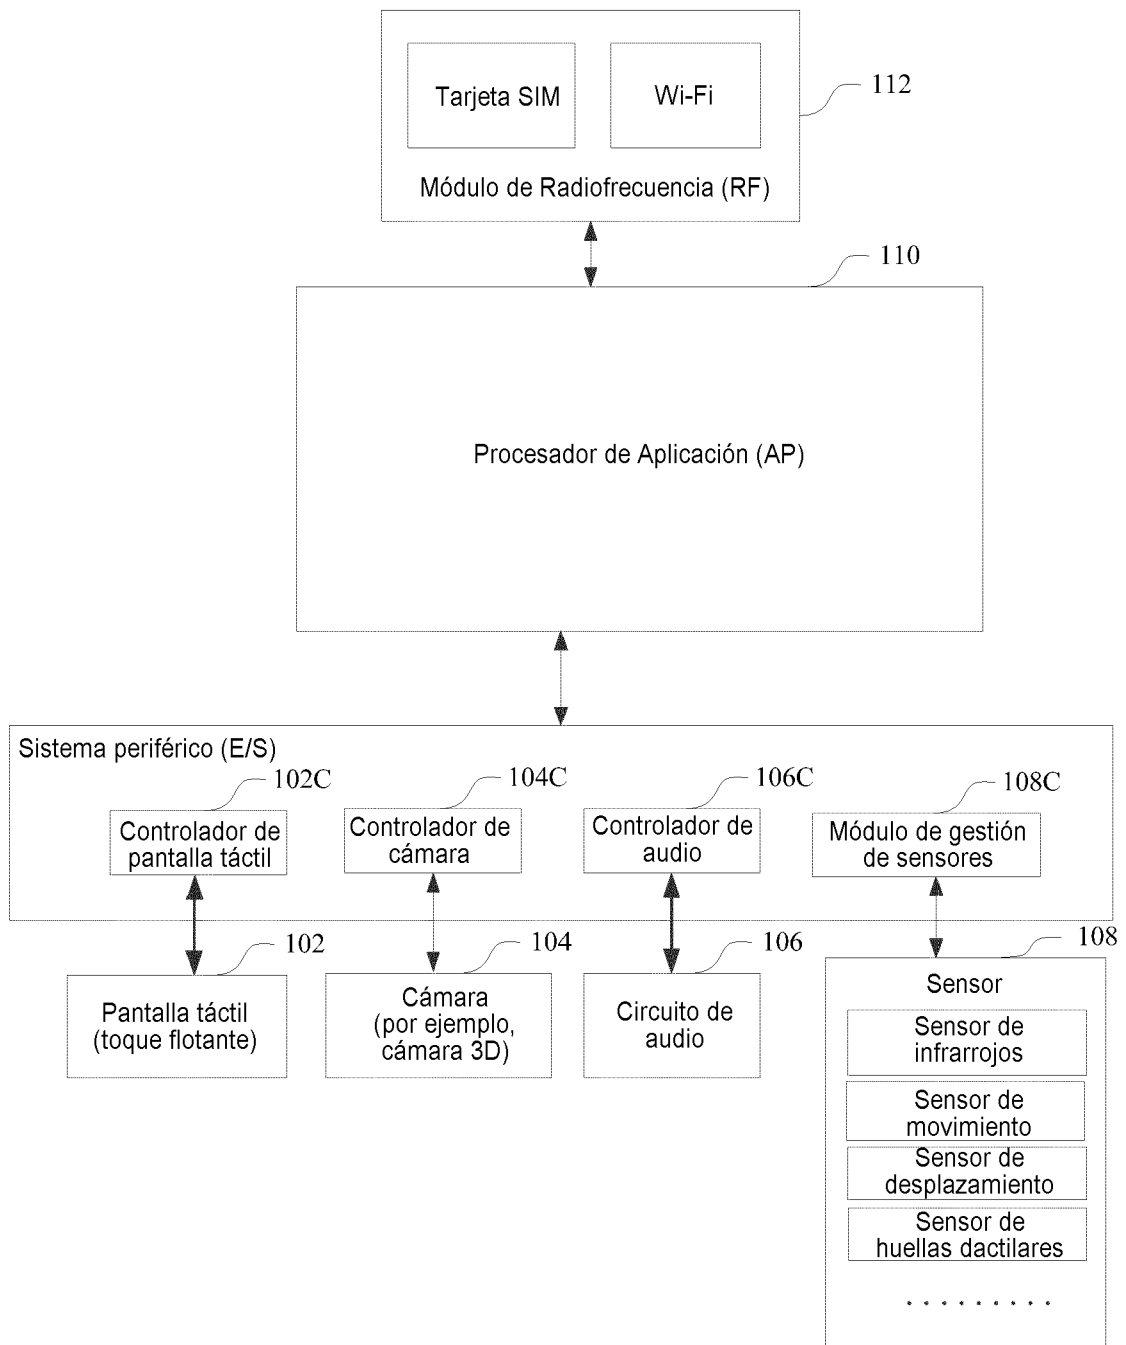 Tarjeta SIM
Wi-Fi
112
Módulo de Radiofrecuencia (RF)
110
Procesador de Aplicación (AP)
Sistema periférico (E/S)
102C
104C
106C
108C
Controlador de
pantalla táctil
Controlador de
cámara
Controlador de
audio
Módulo de gestión
de sensores
102
104
106
108
Pantalla táctil
(toque flotante)
Cámara
(por ejemplo,
cámara 3D)
Circuito de
audio
Sensor
Sensor de
infrarrojos
Sensor de
movimiento
Sensor de
desplazamiento
Sensor de
huellas dactilares
. . . . . . . . .